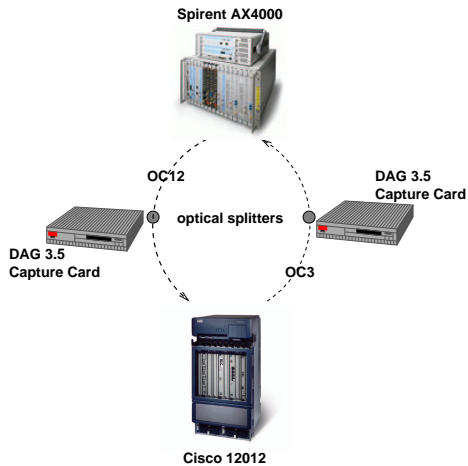 Spirent AX4000
OC12
DAG 3.5
Capture Card
optical splitters
DAG 3.5
Capture Card
OC3
Cisco 12012